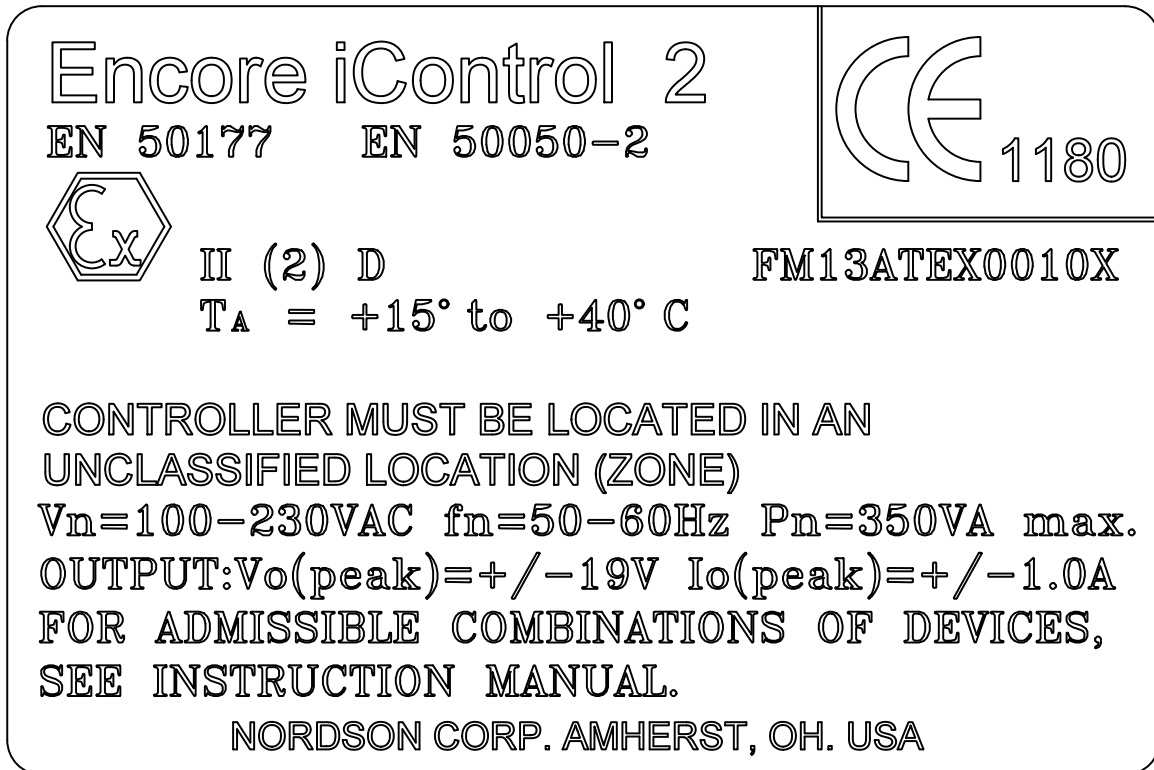 Encore iControl 2
EN 50177 EN 50050-2
CE 1180
Ex
II (2) D FM13ATEX0010X
TA = +15° to +40° C
CONTROLLER MUST BE LOCATED IN AN
UNCLASSIFIED LOCATION (ZONE)
Vn=100-230VAC fn=50-60Hz Pn=350VA max.
OUTPUT:Vo(peak)=+/-19V Io(peak)=+/-1.0A
FOR ADMISSIBLE COMBINATIONS OF DEVICES,
SEE INSTRUCTION MANUAL.
NORDSON CORP. AMHERST, OH. USA